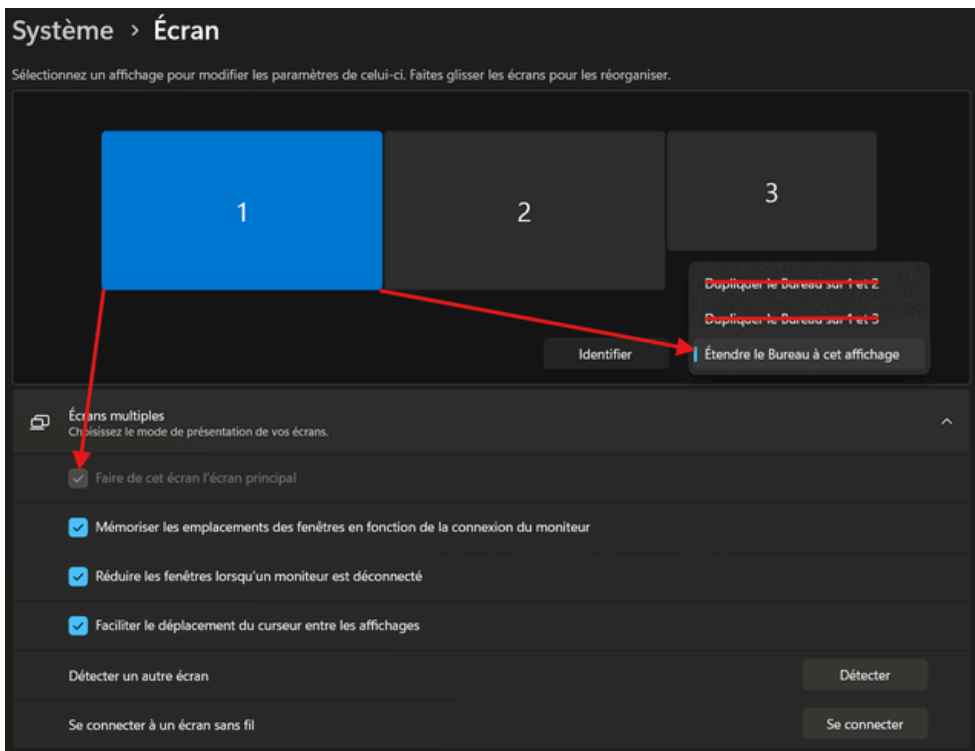 Système > Écran
Sélectionnez un affichage pour modifier les paramètres de celui-ci. Faites glisser les écrans pour les réorganiser.
1
2
3
Dupliquer le Bureau sur 1 et 2
Dupliquer le Bureau sur 1 et 3
Identifier
Étendre le Bureau à cet affichage
Écrans multiples
Choisissez le mode de présentation de vos écrans.
Faire de cet écran l'écran principal
Mémoriser les emplacements des fenêtres en fonction de la connexion du moniteur
Réduire les fenêtres lorsqu'un moniteur est déconnecté
Faciliter le déplacement du curseur entre les affichages
Détecter un autre écran
Détecter
Se connecter à un écran sans fil
Se connecter